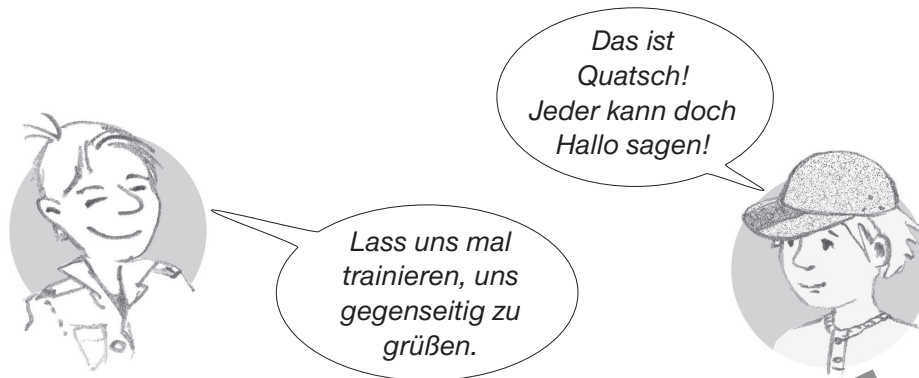 Das ist
Quatsch!
Jeder kann doch
Hallo sagen!
Lass uns mal
trainieren, uns
gegenseitig zu
grüßen.